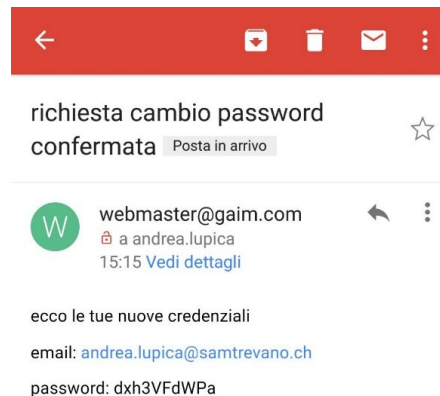 richiesta cambio password
confermata Posta in arrivo
W webmaster@gaim.com
a andrea.lupica
15:15 Vedi dettagli
ecco le tue nuove credenziali
email: andrea.lupica@samtrevano.ch
password: dxh3VFdWPa